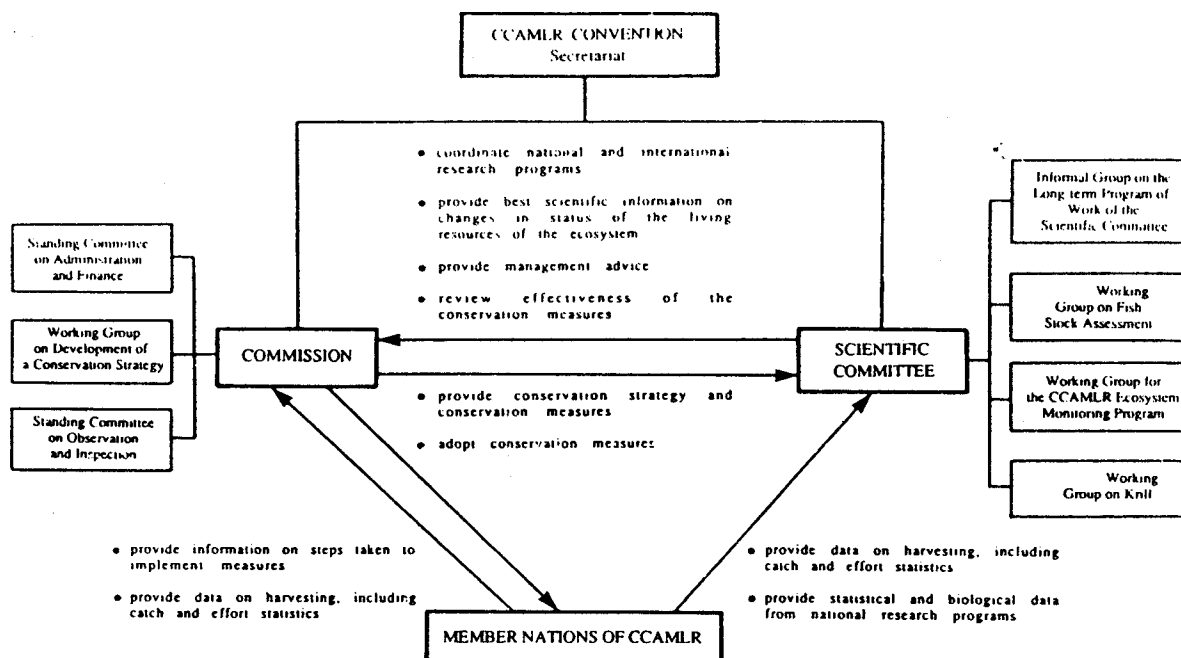 CCAMLR CONVENTION
Secretariat
• coordinate national and international
research programs
• provide best scientific information on
changes in status of the living
resources of the ecosystem
• provide management advice
• review effectiveness of the
conservation measures
Standing Committee
on Administration
and Finance
Working Group
on Development of
a Conservation Strategy
Standing Committee
on Observation
and Inspection
COMMISSION
SCIENTIFIC
COMMITTEE
Informal Group on the
Long term Program of
Work of the
Scientific Committee
Working
Group on Fish
Stock Assessment
Working Group for
the CCAMLR Ecosystem
Monitoring Program
Working
Group on Krill
• provide conservation strategy and
conservation measures
• adopt conservation measures
• provide information on steps taken to
implement measures
• provide data on harvesting, including
catch and effort statistics
• provide data on harvesting, including
catch and effort statistics
• provide statistical and biological data
from national research programs
MEMBER NATIONS OF CCAMLR